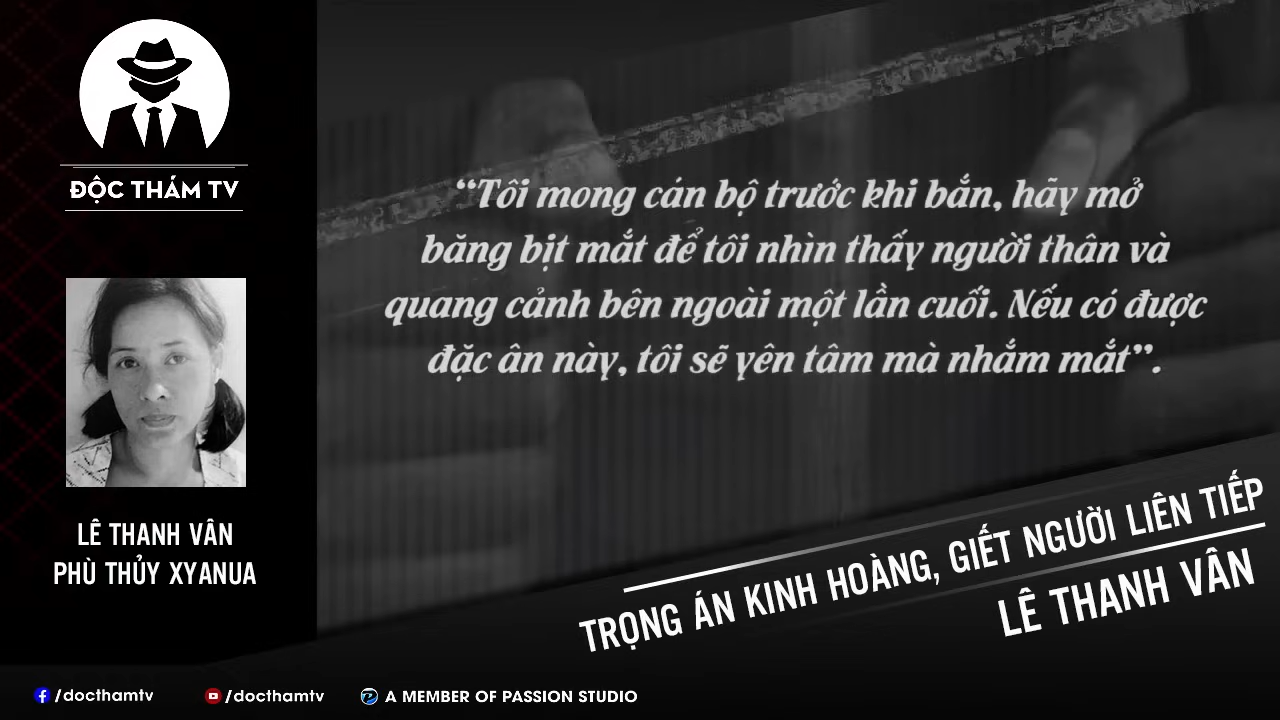 ĐỘC THÁM TV
LÊ THANH VÂN
PHÙ THỦY XYANUA
“Tôi mong cán bộ trước khi bắn, hãy mở
băng bịt mắt để tôi nhìn thấy người thân và
quang cảnh bên ngoài một lần cuối. Nếu có được
đặc ân này, tôi sẽ yên tâm mà nhắm mắt”.
TRỌNG ÁN KINH HOÀNG, GIẾT NGƯỜI LIÊN TIẾP
LÊ THANH VÂN
/docthamtv
/docthamtv
A MEMBER OF PASSION STUDIO